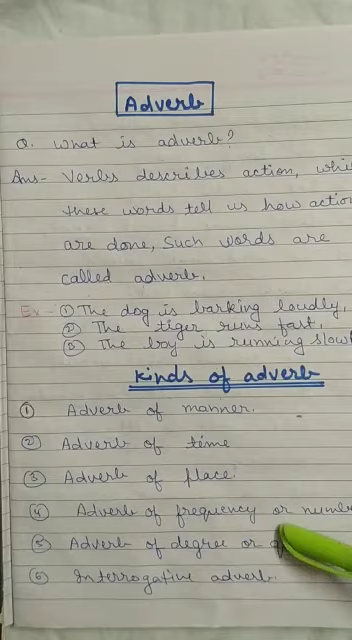 Adverb
Q. What is adverb?
Ans- Verbs describes action, whi
these words tell us how action
are done, Such words are
called adverb.
Ex- ① The dog is barking loudly,
② The tiger runs fast.
③ The boy is running slow
Kinds of adverb
① Adverb of manner.
② Adverb of time
③ Adverb of place.
④ Adverb of frequency or numb
⑤ Adverb of degree or
⑥ Interrogative adverb.